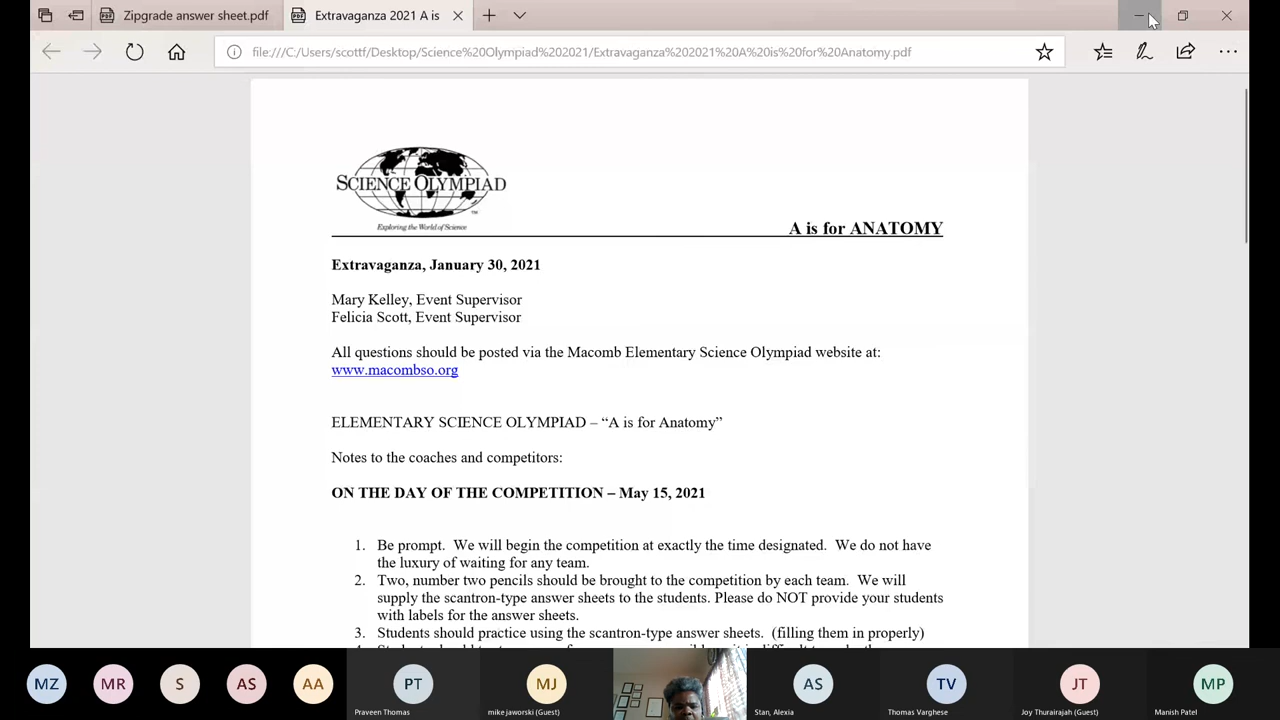 Zipgrade answer sheet.pdf
Extravaganza 2021 A is
file:///C:/Users/scottf/Desktop/Science%20Olympiad%202021/Extravaganza%202021%20A%20is%20for%20Anatomy.pdf
SCIENCE OLYMPIAD
TM
Exploring the World of Science
A is for ANATOMY
Extravaganza, January 30, 2021
Mary Kelley, Event Supervisor
Felicia Scott, Event Supervisor
All questions should be posted via the Macomb Elementary Science Olympiad website at:
www.macombso.org
ELEMENTARY SCIENCE OLYMPIAD – “A is for Anatomy”
Notes to the coaches and competitors:
ON THE DAY OF THE COMPETITION – May 15, 2021
1. Be prompt. We will begin the competition at exactly the time designated. We do not have
the luxury of waiting for any team.
2. Two, number two pencils should be brought to the competition by each team. We will
supply the scantron-type answer sheets to the students. Please do NOT provide your students
with labels for the answer sheets.
3. Students should practice using the scantron-type answer sheets. (filling them in properly)
MZ MR S AS AA PT MJ AS TV JT MP
Praveen Thomas
mike jaworski (Guest)
Stan, Alexia
Thomas Varghese
Joy Thurairajah (Guest)
Manish Patel